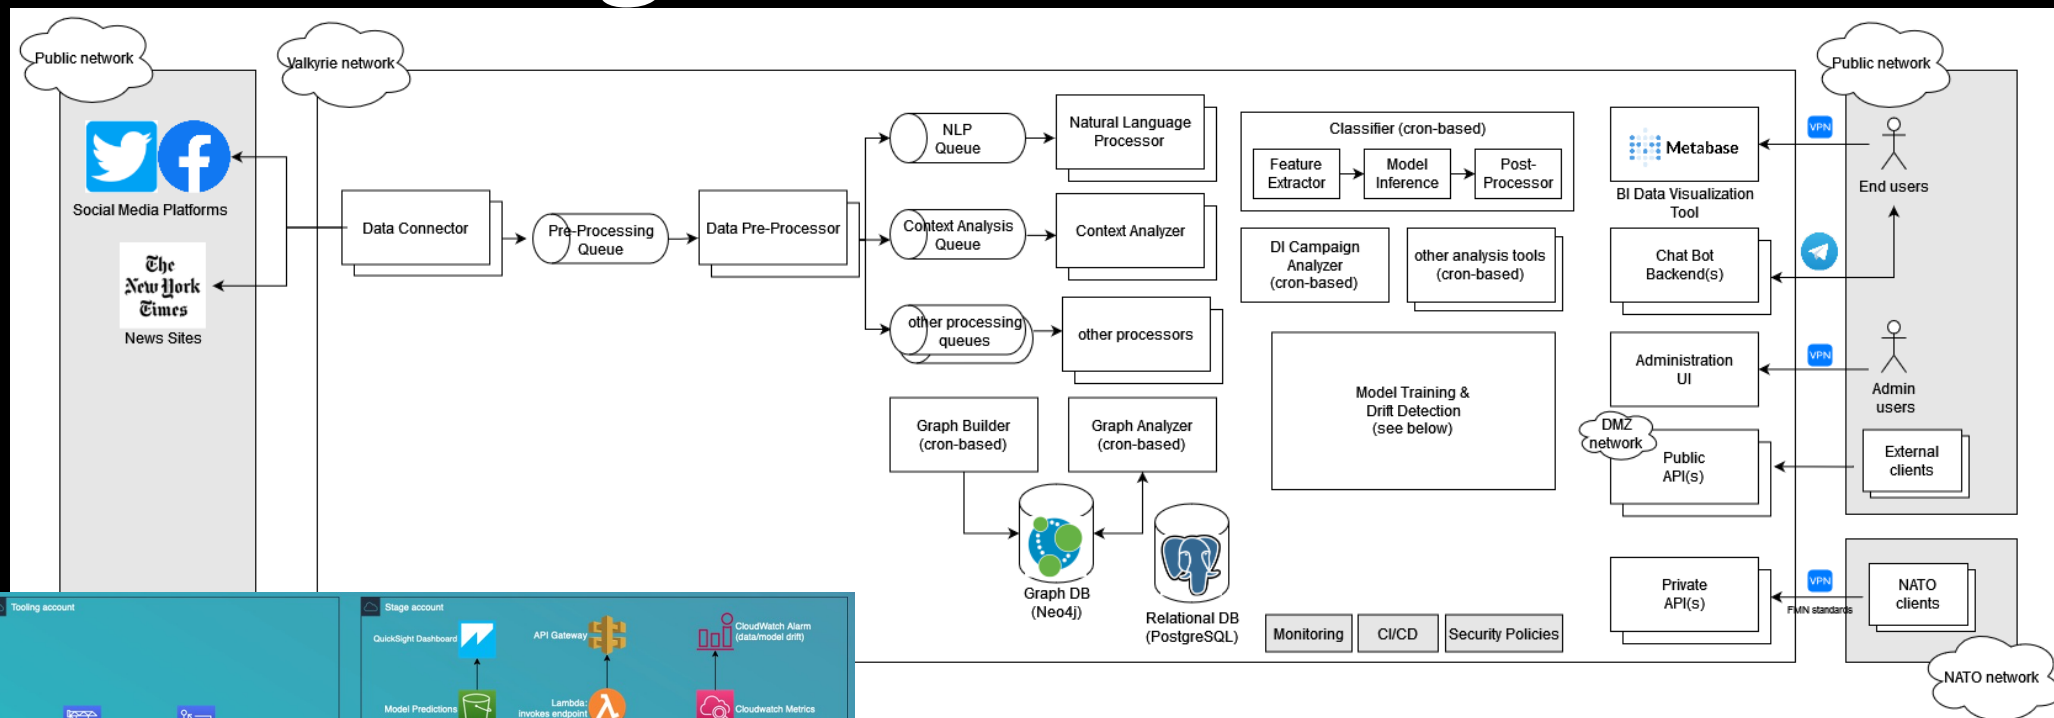 Public network
Social Media Platforms
The
New York
Times
News Sites
Valkyrie network
Data Connector
Pre-Processing
Queue
Data Pre-Processor
NLP
Queue
Natural Language
Processor
Context Analysis
Queue
Context Analyzer
other processing
queues
other processors
Graph Builder
(cron-based)
Graph Analyzer
(cron-based)
Graph DB
(Neo4j)
Relational DB
(PostgreSQL)
Classifier (cron-based)
Feature
Extractor
Model
Inference
Post-
Processor
DI Campaign
Analyzer
(cron-based)
other analysis tools
(cron-based)
Model Training &
Drift Detection
(see below)
Monitoring
CI/CD
Security Policies
Metabase
BI Data Visualization
Tool
Chat Bot
Backend(s)
Administration
UI
DMZ
network
Public
API(s)
Private
API(s)
VPN
VPN
VPN
FMN standards
Public network
End users
Admin
users
External
clients
NATO
clients
NATO network
Tooling account
Stage account
QuickSight Dashboard
API Gateway
CloudWatch Alarm
(data/model drift)
Model Predictions
Lambda:
invokes endpoint
Cloudwatch Metrics